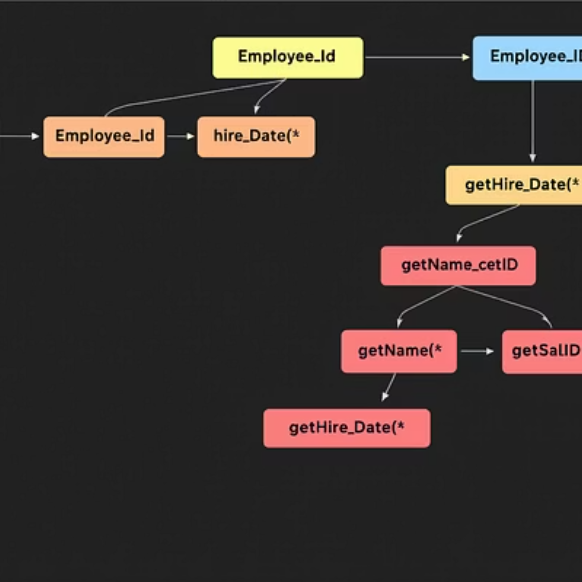 Employee_Id
Employee_ID
Employee_Id
hire_Date(*
getHire_Date(*
getName_cetID
getName(*
getSalID
getHire_Date(*